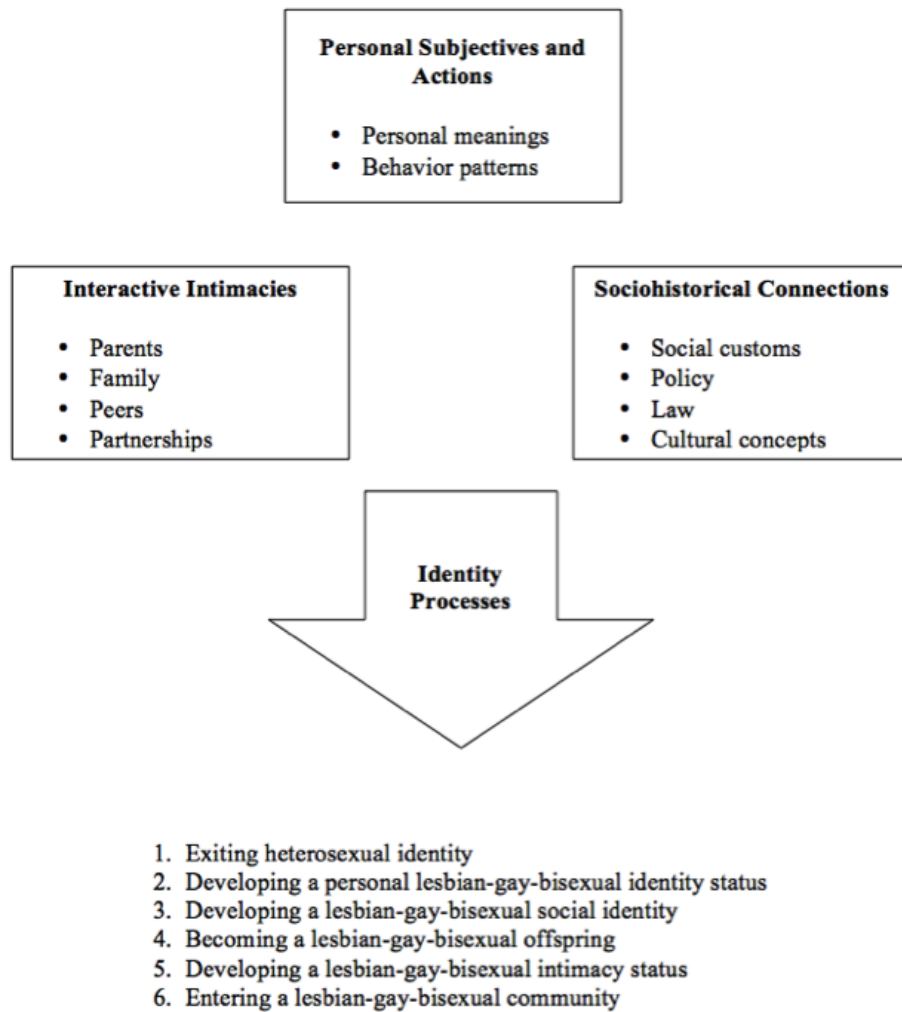 Personal Subjectives and
Actions
• Personal meanings
• Behavior patterns
Interactive Intimacies
• Parents
• Family
• Peers
• Partnerships
Sociohistorical Connections
• Social customs
• Policy
• Law
• Cultural concepts
Identity
Processes
1. Exiting heterosexual identity
2. Developing a personal lesbian-gay-bisexual identity status
3. Developing a lesbian-gay-bisexual social identity
4. Becoming a lesbian-gay-bisexual offspring
5. Developing a lesbian-gay-bisexual intimacy status
6. Entering a lesbian-gay-bisexual community